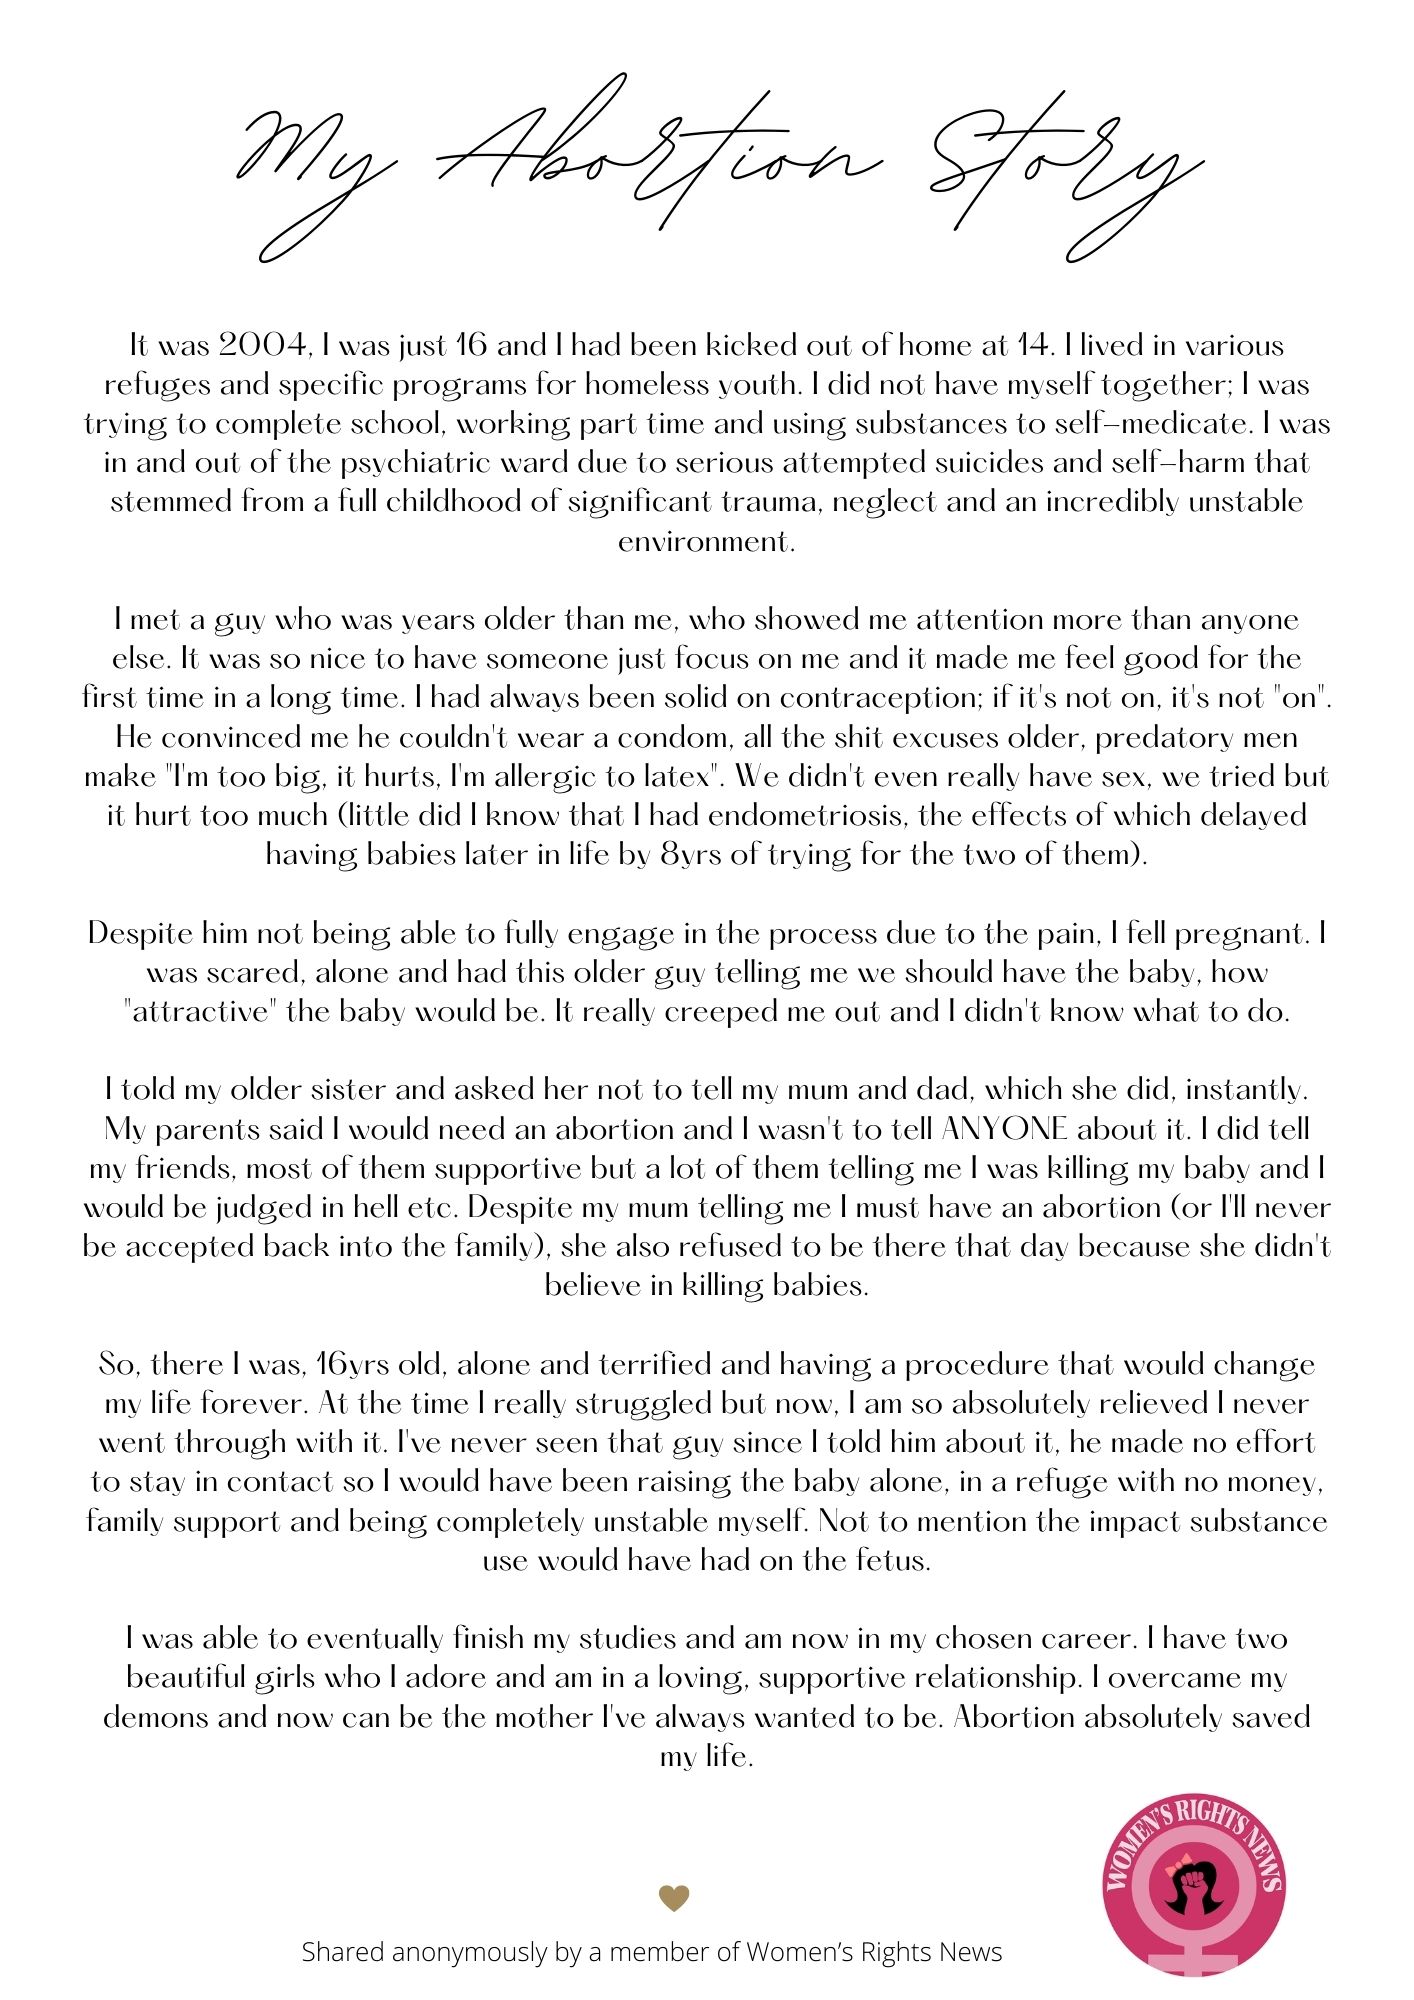 My Abortion Story
It was 2004, I was just 16 and I had been kicked out of home at 14. I lived in various
refuges and specific programs for homeless youth. I did not have myself together; I was
trying to complete school, working part time and using substances to self-medicate. I was
in and out of the psychiatric ward due to serious attempted suicides and self-harm that
stemmed from a full childhood of significant trauma, neglect and an incredibly unstable
environment.
I met a guy who was years older than me, who showed me attention more than anyone
else. It was so nice to have someone just focus on me and it made me feel good for the
first time in a long time. I had always been solid on contraception; if it's not on, it's not "on".
He convinced me he couldn't wear a condom, all the shit excuses older, predatory men
make "I'm too big, it hurts, I'm allergic to latex". We didn't even really have sex, we tried but
it hurt too much (little did I know that I had endometriosis, the effects of which delayed
having babies later in life by 8yrs of trying for the two of them).
Despite him not being able to fully engage in the process due to the pain, I fell pregnant. I
was scared, alone and had this older guy telling me we should have the baby, how
"attractive" the baby would be. It really creeped me out and I didn't know what to do.
I told my older sister and asked her not to tell my mum and dad, which she did, instantly.
My parents said I would need an abortion and I wasn't to tell ANYONE about it. I did tell
my friends, most of them supportive but a lot of them telling me I was killing my baby and I
would be judged in hell etc. Despite my mum telling me I must have an abortion (or I'll never
be accepted back into the family), she also refused to be there that day because she didn't
believe in killing babies.
So, there I was, 16yrs old, alone and terrified and having a procedure that would change
my life forever. At the time I really struggled but now, I am so absolutely relieved I never
went through with it. I've never seen that guy since I told him about it, he made no effort
to stay in contact so I would have been raising the baby alone, in a refuge with no money,
family support and being completely unstable myself. Not to mention the impact substance
use would have had on the fetus.
I was able to eventually finish my studies and am now in my chosen career. I have two
beautiful girls who I adore and am in a loving, supportive relationship. I overcame my
demons and now can be the mother I've always wanted to be. Abortion absolutely saved
my life.
WOMEN'S RIGHTS NEWS
Shared anonymously by a member of Women's Rights News